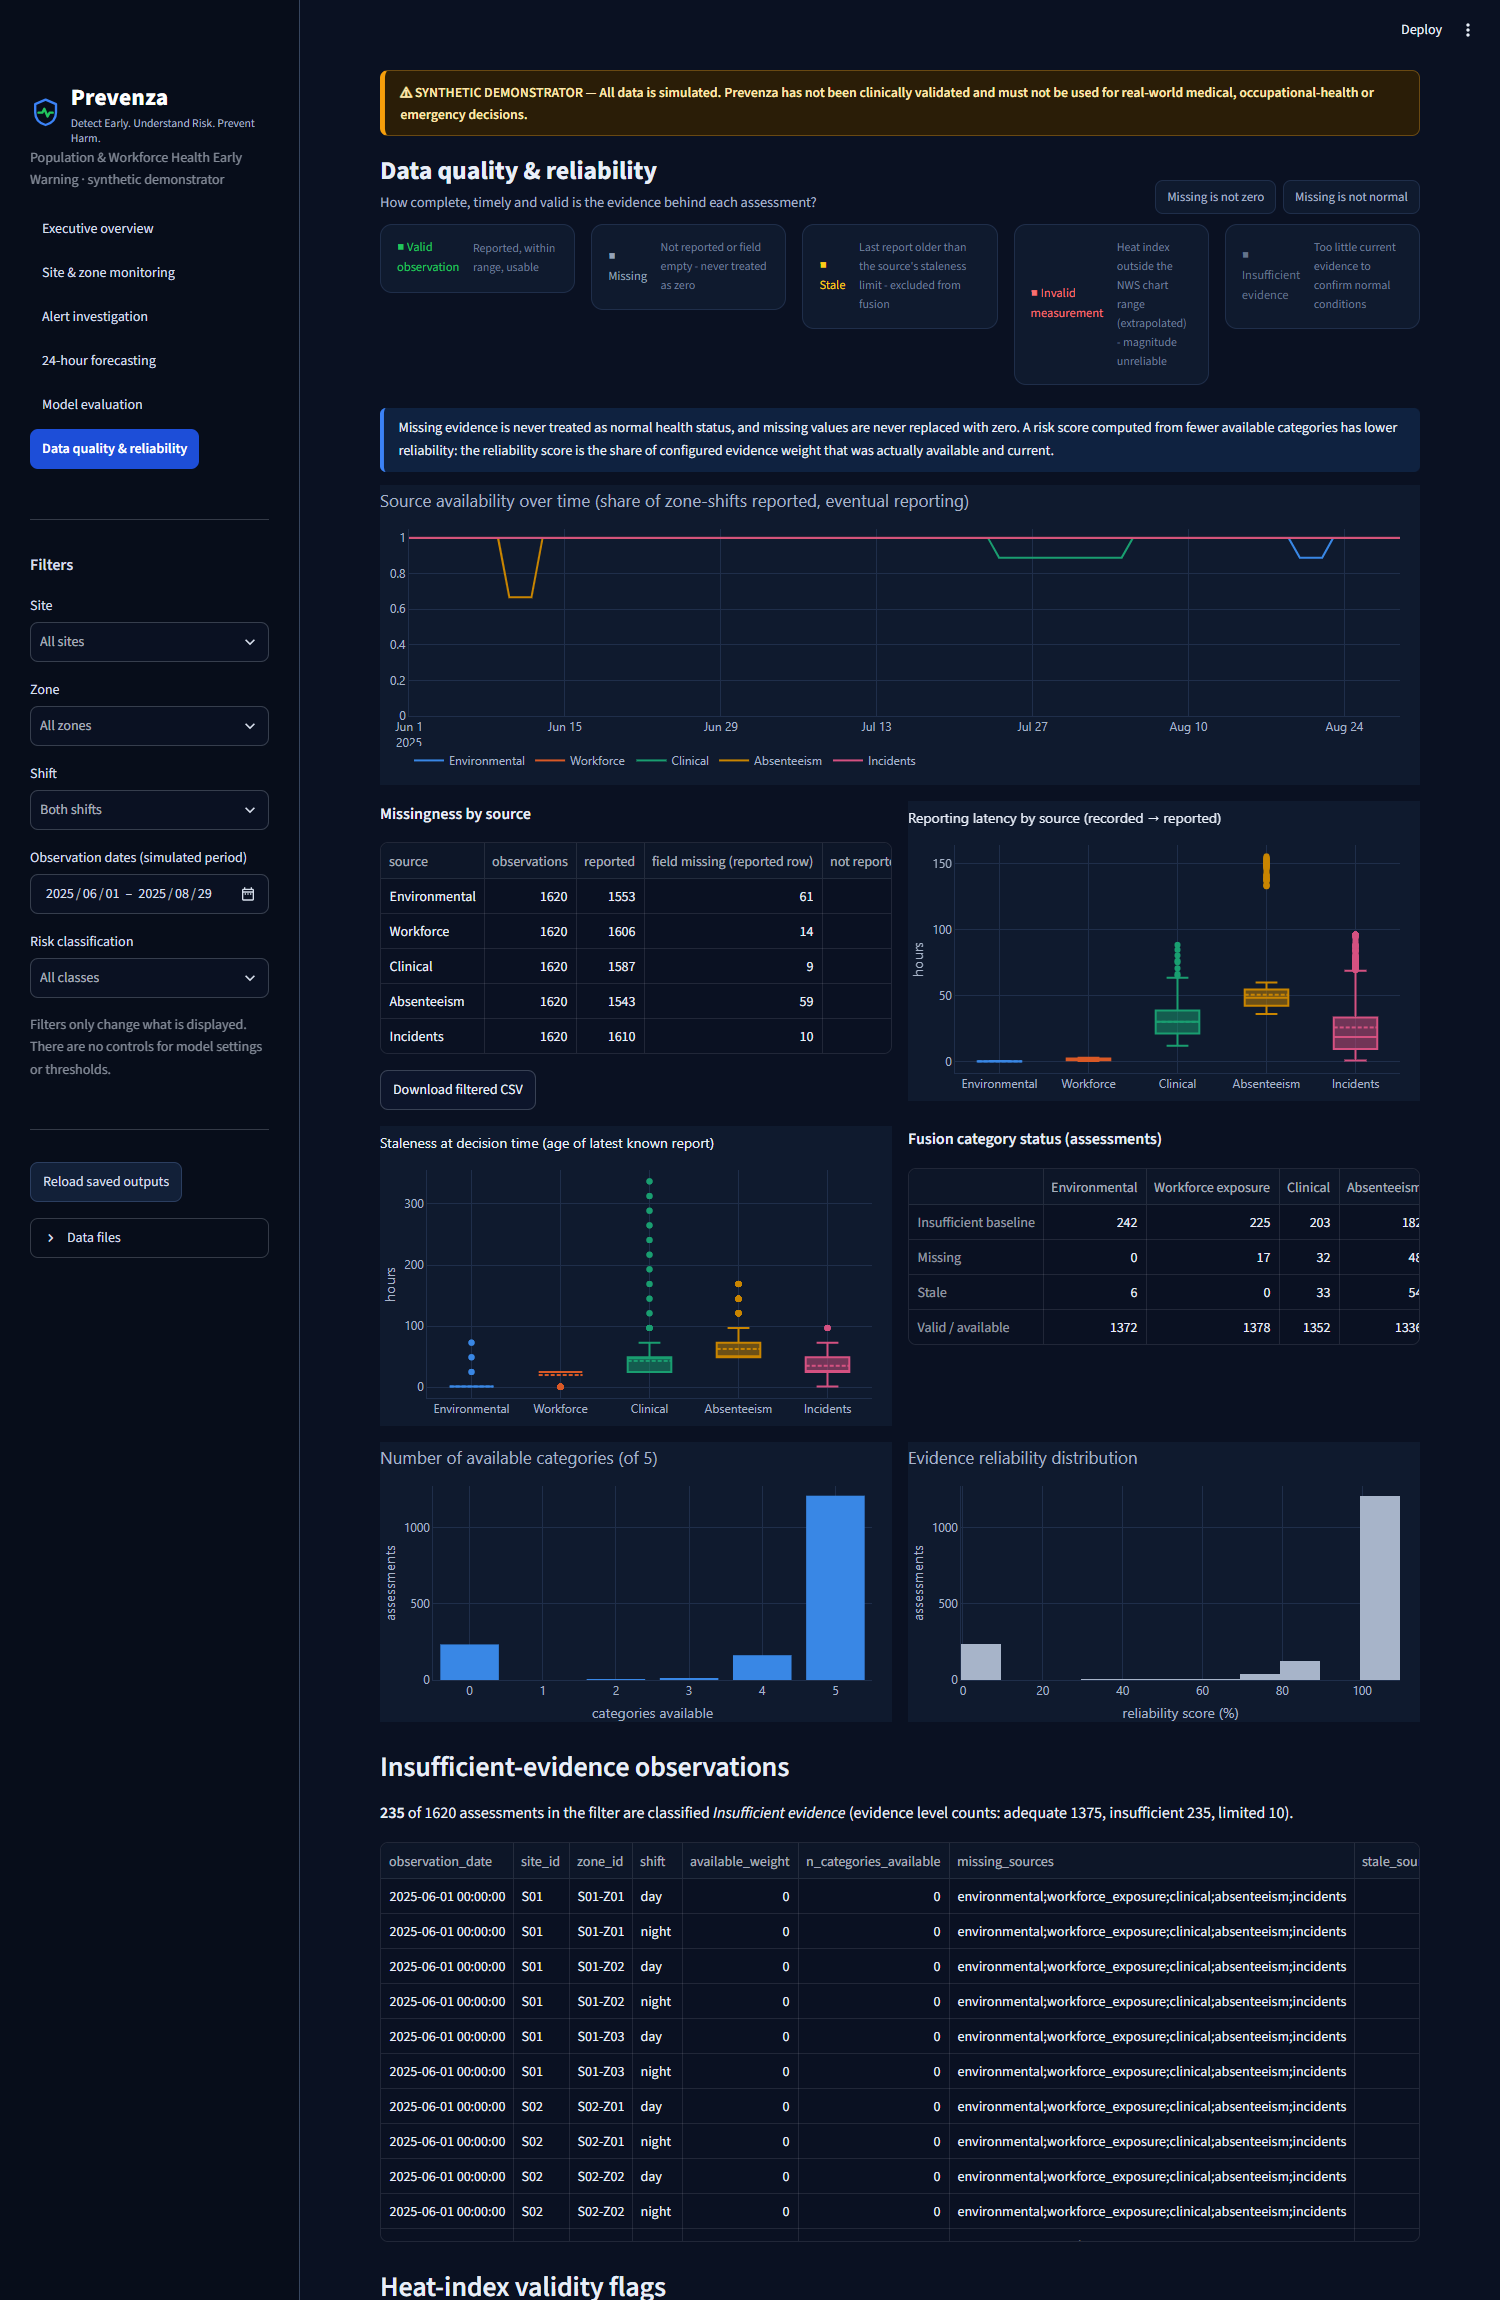 Deploy
Prevenza
Detect Early. Understand Risk. Prevent
Harm.
Population & Workforce Health Early
Warning · synthetic demonstrator
Executive overview
Site & zone monitoring
Alert investigation
24-hour forecasting
Model evaluation
Data quality & reliability
Filters
Site
All sites
Zone
All zones
Shift
Both shifts
Observation dates (simulated period)
2025/06/01 – 2025/08/29
Risk classification
All classes
Filters only change what is displayed.
There are no controls for model settings
or thresholds.
Reload saved outputs
Data files
⚠ SYNTHETIC DEMONSTRATOR — All data is simulated. Prevenza has not been clinically validated and must not be used for real-world medical, occupational-health or
emergency decisions.
Data quality & reliability
How complete, timely and valid is the evidence behind each assessment?
Missing is not zero
Missing is not normal
■ Valid
observation
Reported, within
range, usable
■
Missing
Not reported or field
empty - never treated
as zero
■
Stale
Last report older than
the source's staleness
limit - excluded from
fusion
■ Invalid
measurement
Heat index
outside the
NWS chart
range
(extrapolated)
- magnitude
unreliable
■
Insufficient
evidence
Too little current
evidence to
confirm normal
conditions
Missing evidence is never treated as normal health status, and missing values are never replaced with zero. A risk score computed from fewer available categories has lower
reliability: the reliability score is the share of configured evidence weight that was actually available and current.
Source availability over time (share of zone-shifts reported, eventual reporting)
1
0.8
0.6
0.4
0.2
0
Jun 1 Jun 15 Jun 29 Jul 13 Jul 27 Aug 10 Aug 24
2025
Environmental Workforce Clinical Absenteeism Incidents
Missingness by source
source observations reported field missing (reported row) not report
Environmental 1620 1553 61
Workforce 1620 1606 14
Clinical 1620 1587 9
Absenteeism 1620 1543 59
Incidents 1620 1610 10
Download filtered CSV
Reporting latency by source (recorded → reported)
150
100
50
0
hours
Environmental Workforce Clinical Absenteeism Incidents
Staleness at decision time (age of latest known report)
300
200
100
0
hours
Environmental Workforce Clinical Absenteeism Incidents
Fusion category status (assessments)
Environmental Workforce exposure Clinical Absenteeism
Insufficient baseline 242 225 203 182
Missing 0 17 32 48
Stale 6 0 33 54
Valid / available 1372 1378 1352 1336
Number of available categories (of 5)
1000
500
0
assessments
0 1 2 3 4 5
categories available
Evidence reliability distribution
1000
500
0
assessments
0 20 40 60 80 100
reliability score (%)
Insufficient-evidence observations
235 of 1620 assessments in the filter are classified Insufficient evidence (evidence level counts: adequate 1375, insufficient 235, limited 10).
observation_date site_id zone_id shift available_weight n_categories_available missing_sources stale_sou
2025-06-01 00:00:00 S01 S01-Z01 day 0 0 environmental;workforce_exposure;clinical;absenteeism;incidents
2025-06-01 00:00:00 S01 S01-Z01 night 0 0 environmental;workforce_exposure;clinical;absenteeism;incidents
2025-06-01 00:00:00 S01 S01-Z02 day 0 0 environmental;workforce_exposure;clinical;absenteeism;incidents
2025-06-01 00:00:00 S01 S01-Z02 night 0 0 environmental;workforce_exposure;clinical;absenteeism;incidents
2025-06-01 00:00:00 S01 S01-Z03 day 0 0 environmental;workforce_exposure;clinical;absenteeism;incidents
2025-06-01 00:00:00 S01 S01-Z03 night 0 0 environmental;workforce_exposure;clinical;absenteeism;incidents
2025-06-01 00:00:00 S02 S02-Z01 day 0 0 environmental;workforce_exposure;clinical;absenteeism;incidents
2025-06-01 00:00:00 S02 S02-Z01 night 0 0 environmental;workforce_exposure;clinical;absenteeism;incidents
2025-06-01 00:00:00 S02 S02-Z02 day 0 0 environmental;workforce_exposure;clinical;absenteeism;incidents
2025-06-01 00:00:00 S02 S02-Z02 night 0 0 environmental;workforce_exposure;clinical;absenteeism;incidents
Heat-index validity flags